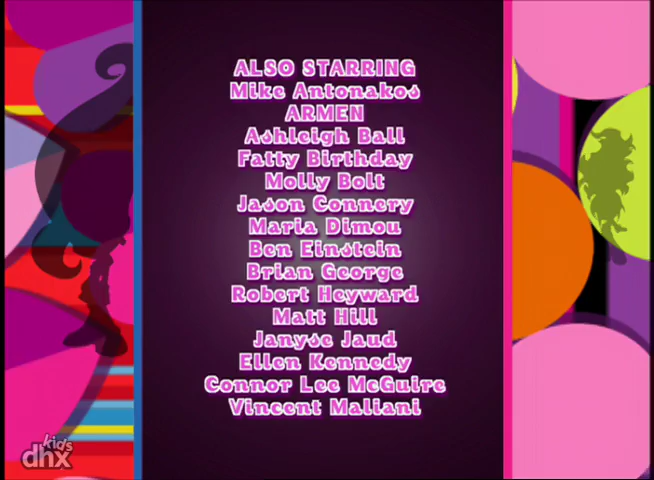 ALSO STARRING
Mike Antonakos
ARMEN
Ashleigh Ball
Fatty Birthday
Molly Bolt
Jason Connery
Maria Dimou
Ben Einstein
Brian George
Robert Heyward
Matt Hill
Janyse Jaud
Ellen Kennedy
Connor Lee McGuire
Vincent Maliani
kids
dhx